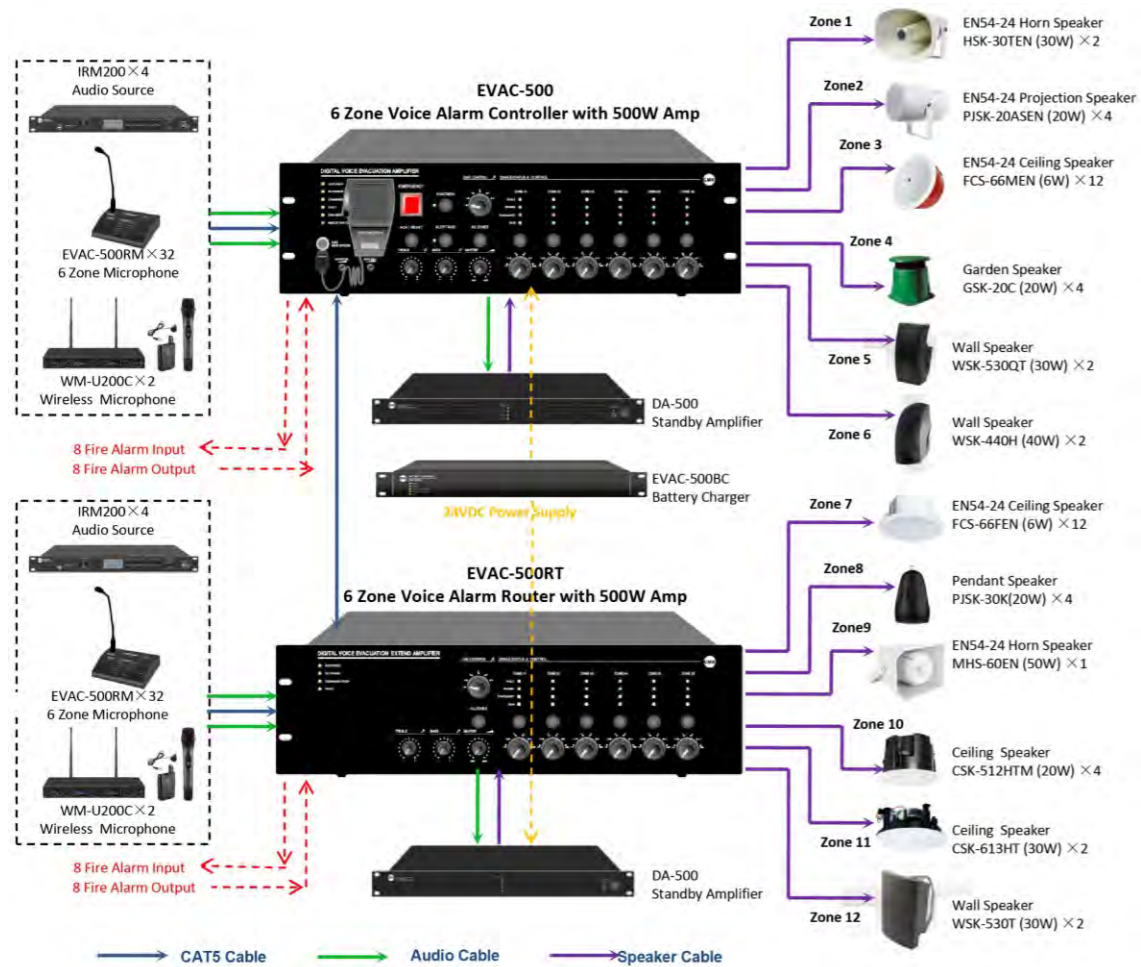 IRM200×4
Audio Source
EVAC-500RM×32
6 Zone Microphone
WM-U200C×2
Wireless Microphone
8 Fire Alarm Input
8 Fire Alarm Output
EVAC-500
6 Zone Voice Alarm Controller with 500W Amp
DIGITAL VOICE EVACUATION AMPLIFIER
EMERGENCY
DA-500
Standby Amplifier
EVAC-500BC
Battery Charger
24VDC Power Supply
Zone 1
EN54-24 Horn Speaker
HSK-30TEN (30W) ×2
Zone2
EN54-24 Projection Speaker
PJSK-20ASEN (20W) ×4
Zone 3
EN54-24 Ceiling Speaker
FCS-66MEN (6W) ×12
Zone 4
Garden Speaker
GSK-20C (20W) ×4
Zone 5
Wall Speaker
WSK-530QT (30W) ×2
Zone 6
Wall Speaker
WSK-440H (40W) ×2
IRM200×4
Audio Source
EVAC-500RM×32
6 Zone Microphone
WM-U200C×2
Wireless Microphone
8 Fire Alarm Input
8 Fire Alarm Output
EVAC-500RT
6 Zone Voice Alarm Router with 500W Amp
DIGITAL VOICE EVACUATION EXTEND AMPLIFIER
DA-500
Standby Amplifier
Zone 7
EN54-24 Ceiling Speaker
FCS-66FEN (6W) ×12
Zone8
Pendant Speaker
PJSK-30K(20W) ×4
Zone9
EN54-24 Horn Speaker
MHS-60EN (50W) ×1
Zone 10
Ceiling Speaker
CSK-512HTM (20W) ×4
Zone 11
Ceiling Speaker
CSK-613HT (30W) ×2
Zone 12
Wall Speaker
WSK-530T (30W) ×2
CAT5 Cable
Audio Cable
Speaker Cable